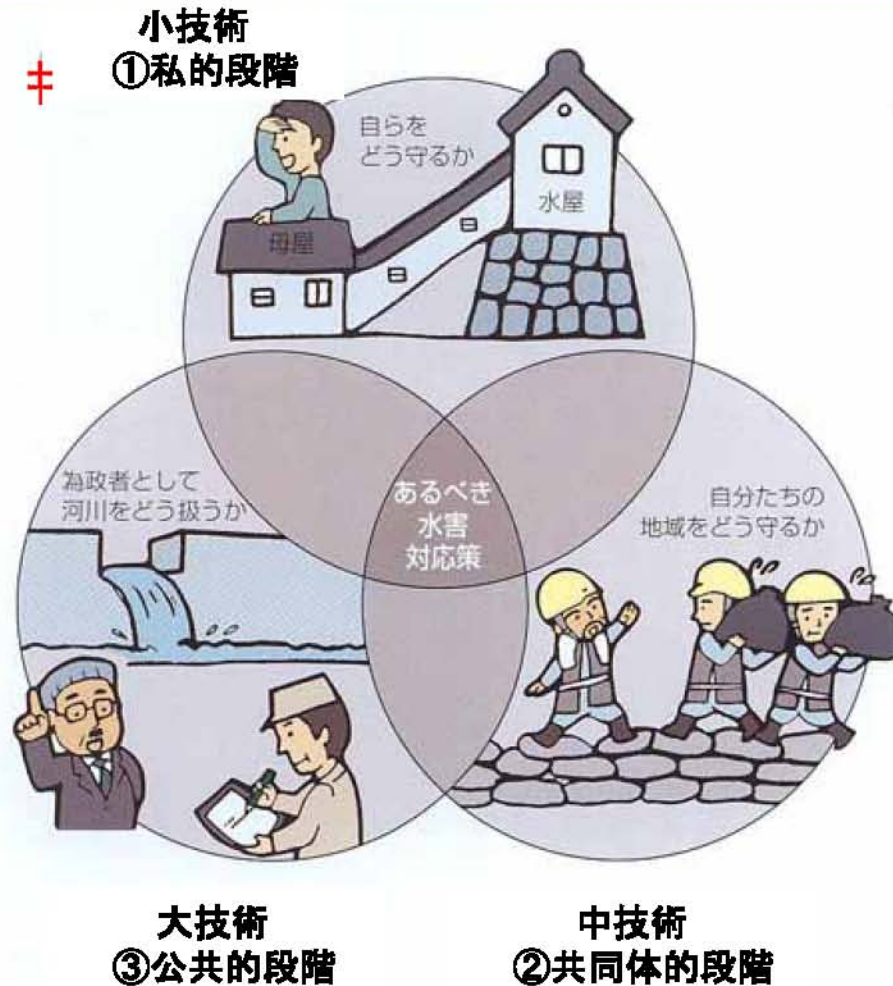 小技術
①私的段階
自らを
どう守るか
水屋
母屋
為政者として
河川をどう扱うか
あるべき
水害
対応策
自分たちの
地域をどう守るか
大技術
③公共的段階
中技術
②共同体的段階